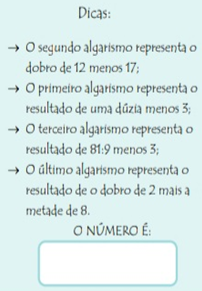 Dicas:
→ O segundo algarismo representa o
dobro de 12 menos 17;
→ O primeiro algarismo representa o
resultado de uma dúzia menos 3;
→ O terceiro algarismo representa o
resultado de 81:9 menos 3;
→ O último algarismo representa o
resultado de o dobro de 2 mais a
metade de 8.
O NÚMERO É: